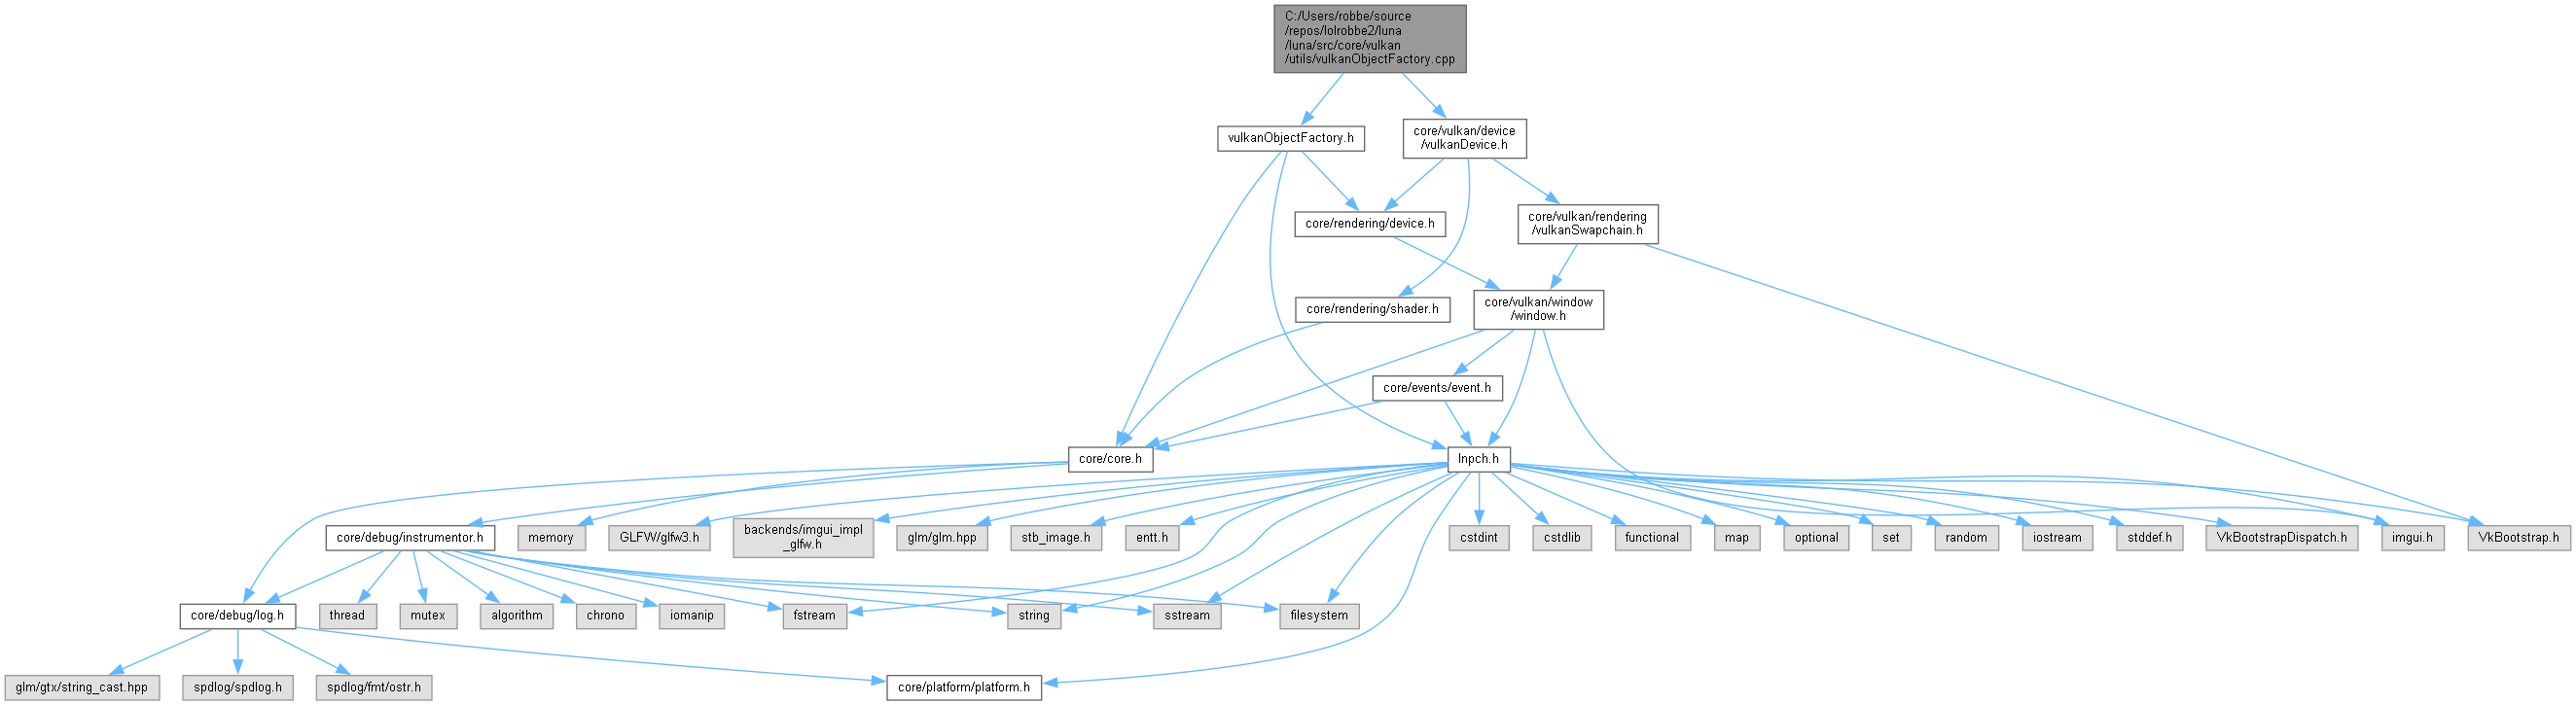 C:/Users/robbe/source
/repos/lolrobbe2/luna
/luna/src/core/vulkan
/utils/vulkanObjectFactory.cpp
vulkanObjectFactory.h
core/vulkan/device
/vulkanDevice.h
core/rendering/device.h
core/vulkan/rendering
/vulkanSwapchain.h
core/rendering/shader.h
core/vulkan/window
/window.h
core/events/event.h
core/core.h
lnpch.h
core/debug/instrumentor.h
memory
GLFW/glfw3.h
backends/imgui_impl
_glfw.h
glm/glm.hpp
stb_image.h
entt.h
cstdint
cstdlib
functional
map
optional
set
random
iostream
stddef.h
VkBootstrapDispatch.h
imgui.h
VkBootstrap.h
core/debug/log.h
thread
mutex
algorithm
chrono
iomanip
fstream
string
sstream
filesystem
glm/gtx/string_cast.hpp
spdlog/spdlog.h
spdlog/fmt/ostr.h
core/platform/platform.h